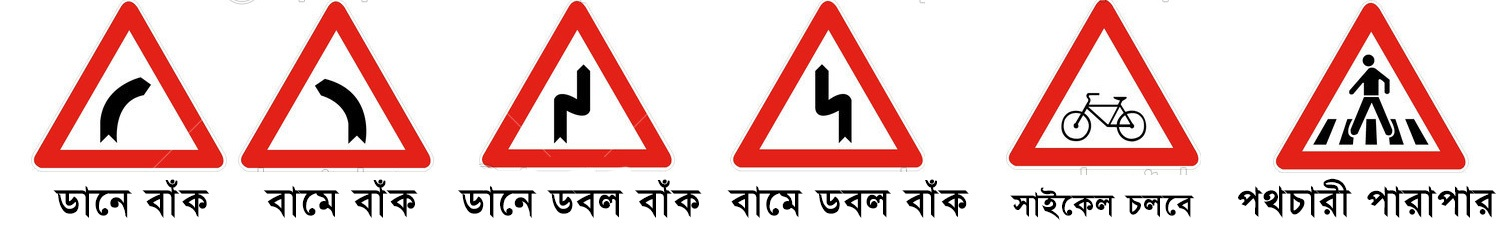 ডানে বাঁক বামে বাঁক ডানে ডবল বাঁক বামে ডবল বাঁক সাইকেল চলবে পথচারী পারাপার